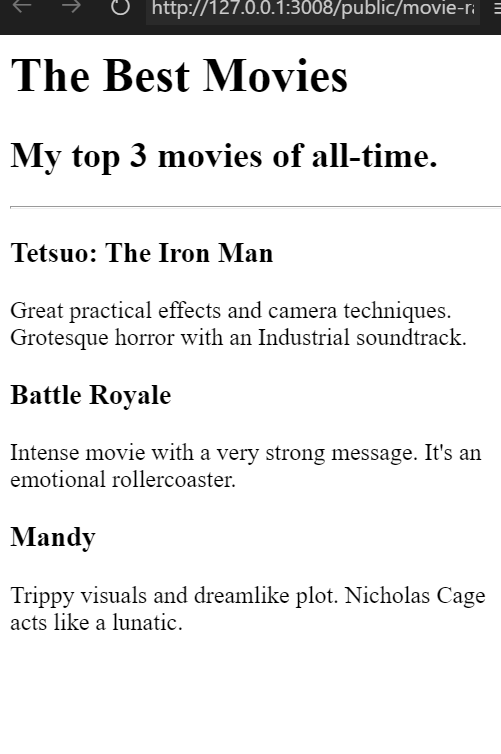 http://127.0.0.1:3008/public/movie-ra
The Best Movies
My top 3 movies of all-time.
Tetsuo: The Iron Man
Great practical effects and camera techniques.
Grotesque horror with an Industrial soundtrack.
Battle Royale
Intense movie with a very strong message. It's an
emotional rollercoaster.
Mandy
Trippy visuals and dreamlike plot. Nicholas Cage
acts like a lunatic.